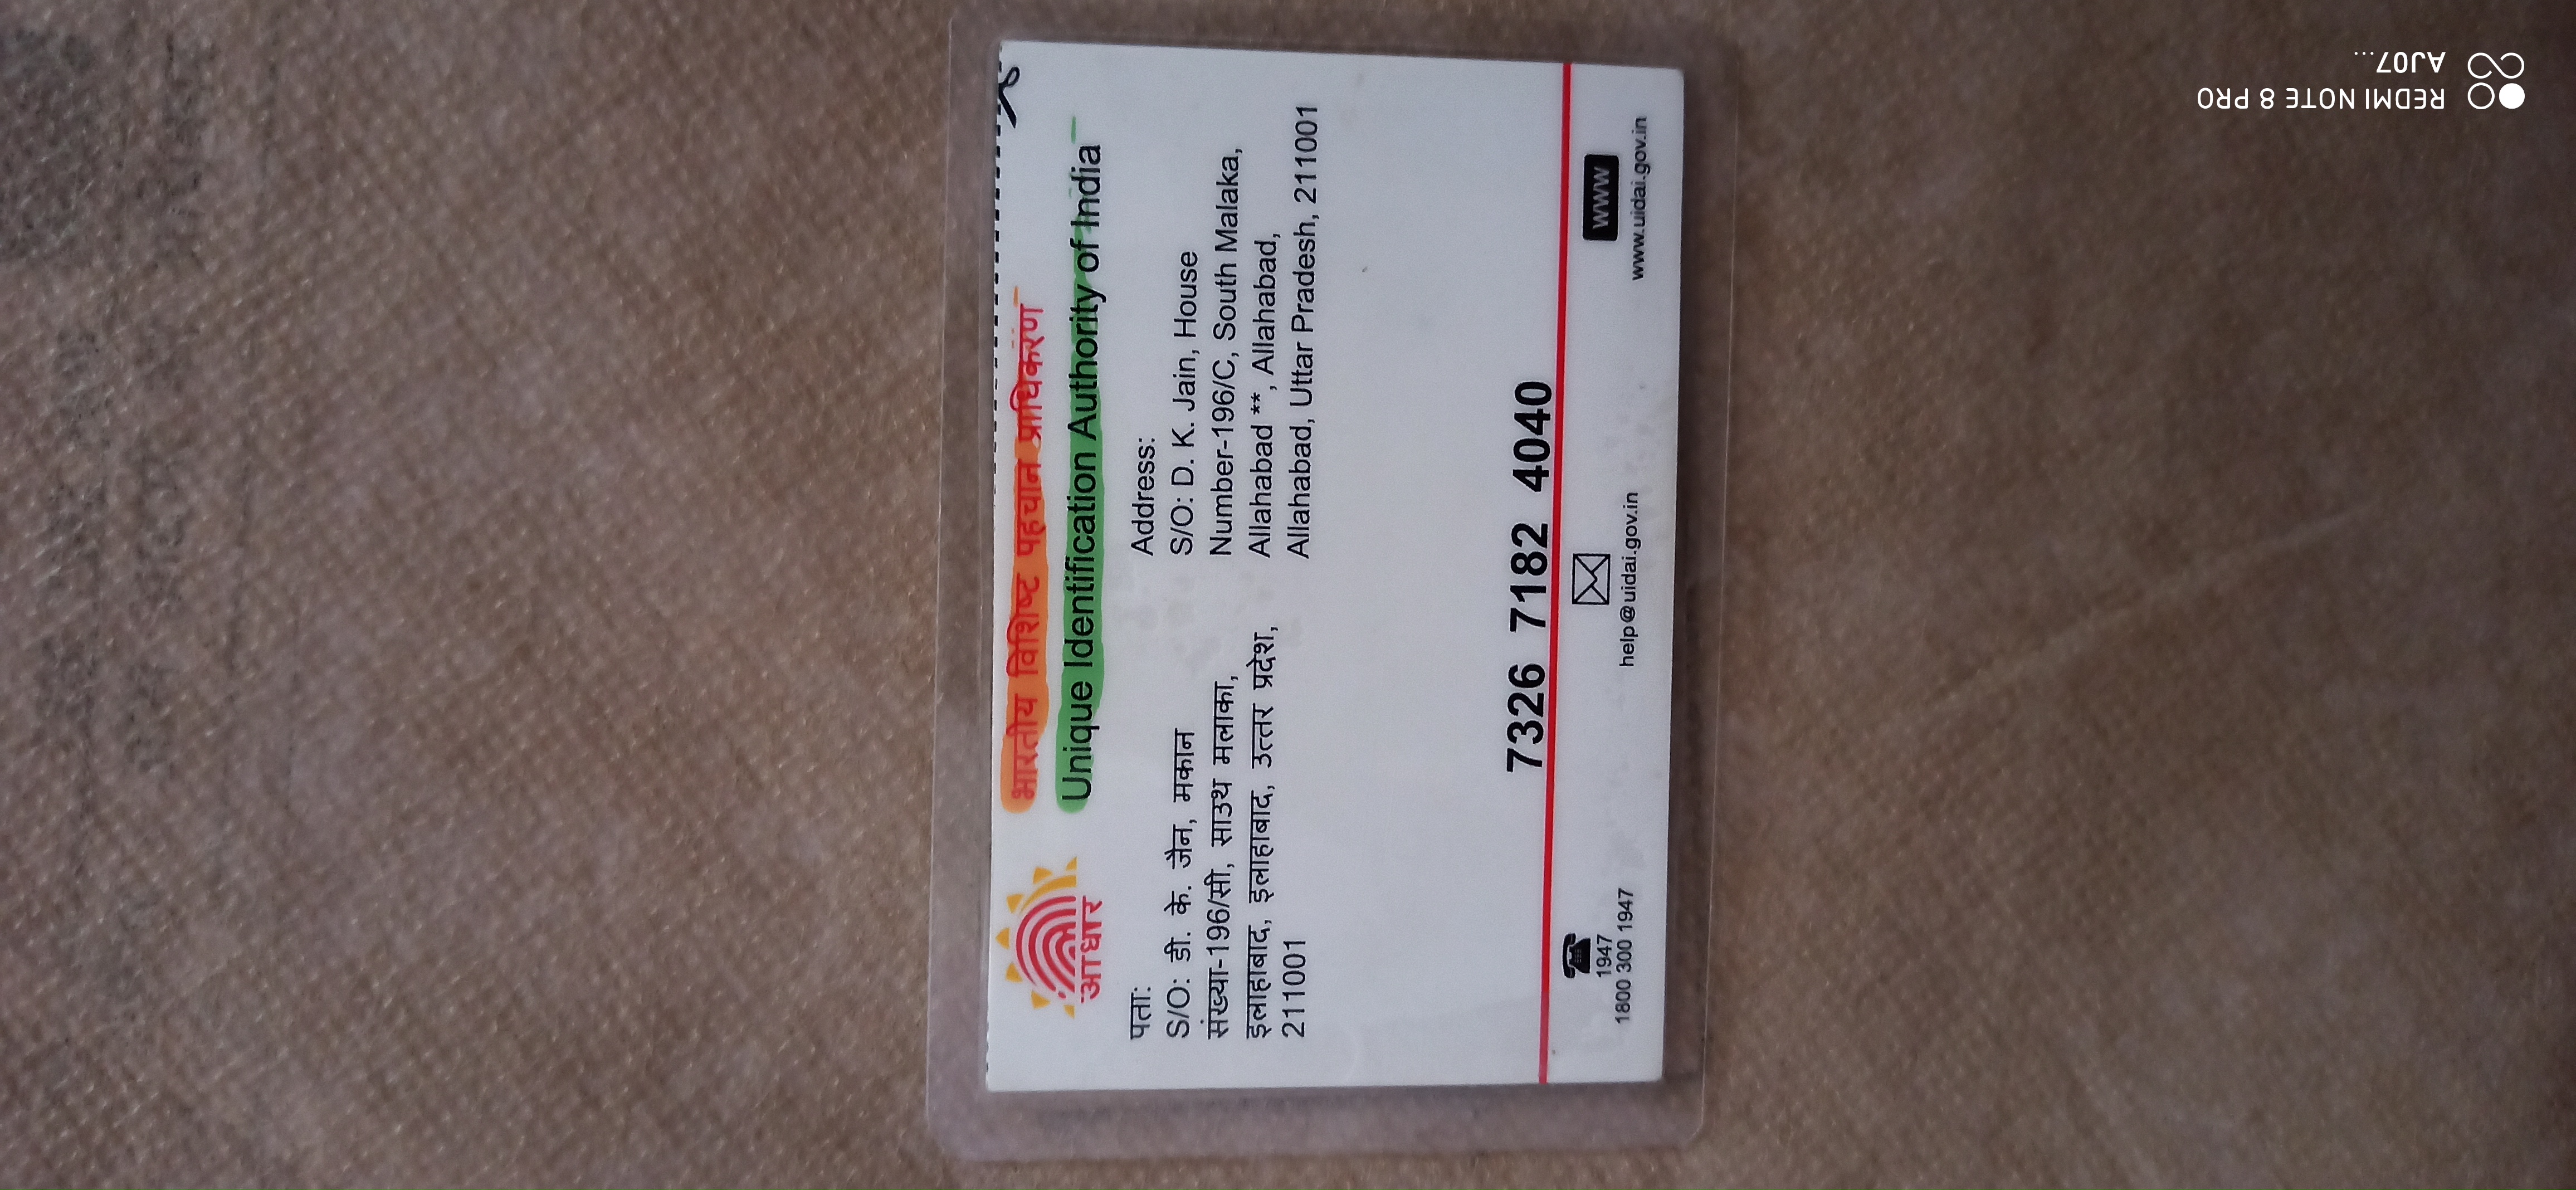 भारतीय विशिष्ट पहचान प्राधिकरण
Unique Identification Authority of India
आधार
पता:
S/O: डी. के. जैन, मकान
संख्या-196/सी, साउथ मलाका,
इलाहाबाद, इलाहाबाद, उत्तर प्रदेश,
211001
Address:
S/O: D. K. Jain, House
Number-196/C, South Malaka,
Allahabad **, Allahabad,
Allahabad, Uttar Pradesh, 211001
7326 7182 4040
1947
1800 300 1947
help@uidai.gov.in
WWW
www.uidai.gov.in
REDMI NOTE 8 PRO
AJ07...